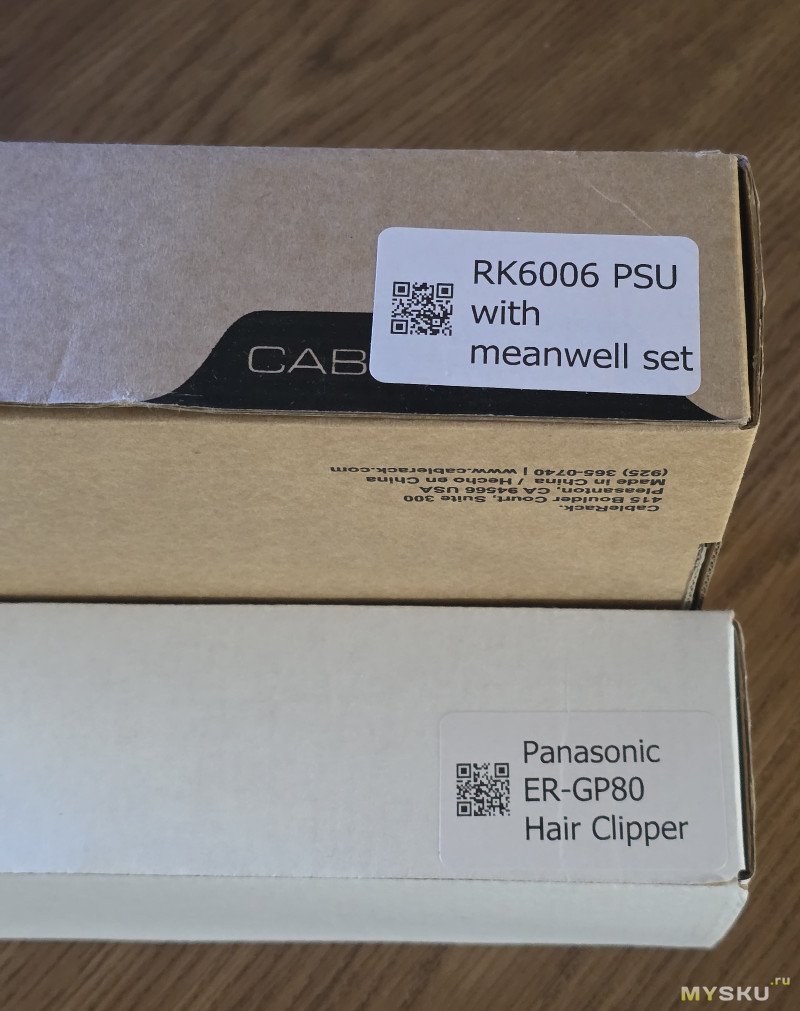 RK6006 PSU
with
meanwell set
CAB
CableRack.
415 Boulder Court, Suite 300
Pleasanton, CA 94566 USA
Made in China / Hecho en China
(925) 365-0740 | www.cablerack.com
Panasonic
ER-GP80
Hair Clipper
MYSKU.ru